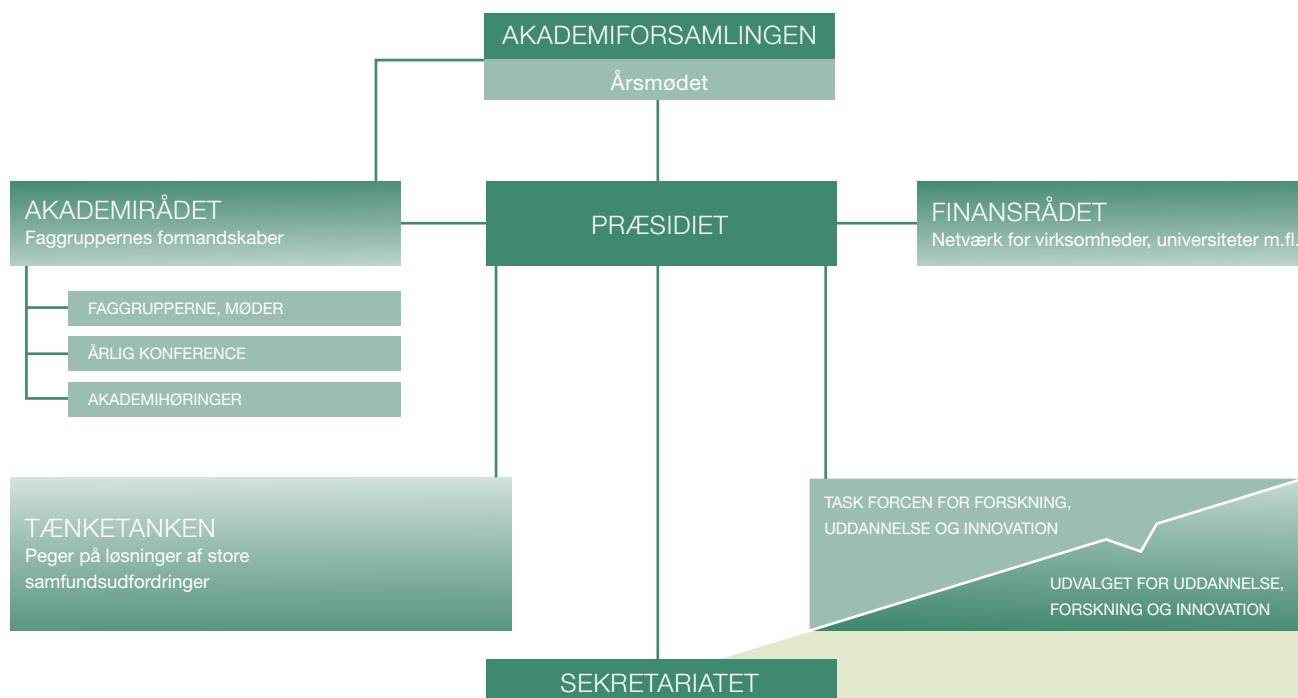 AKADEMIFORSAMLINGEN
Årsmødet
AKADEMIRÅDET
Faggruppernes formandskaber
PRÆSIDIET
FINANSRÅDET
Netværk for virksomheder, universiteter m.fl.
FAGGRUPPERNE, MØDER
ÅRLIG KONFERENCE
AKADEMIHØRINGER
TÆNKETANKEN
Peger på løsninger af store
samfundsudfordringer
TASK FORCEN FOR FORSKNING,
UDDANNELSE OG INNOVATION
UDVALGET FOR UDDANNELSE,
FORSKNING OG INNOVATION
SEKRETARIATET